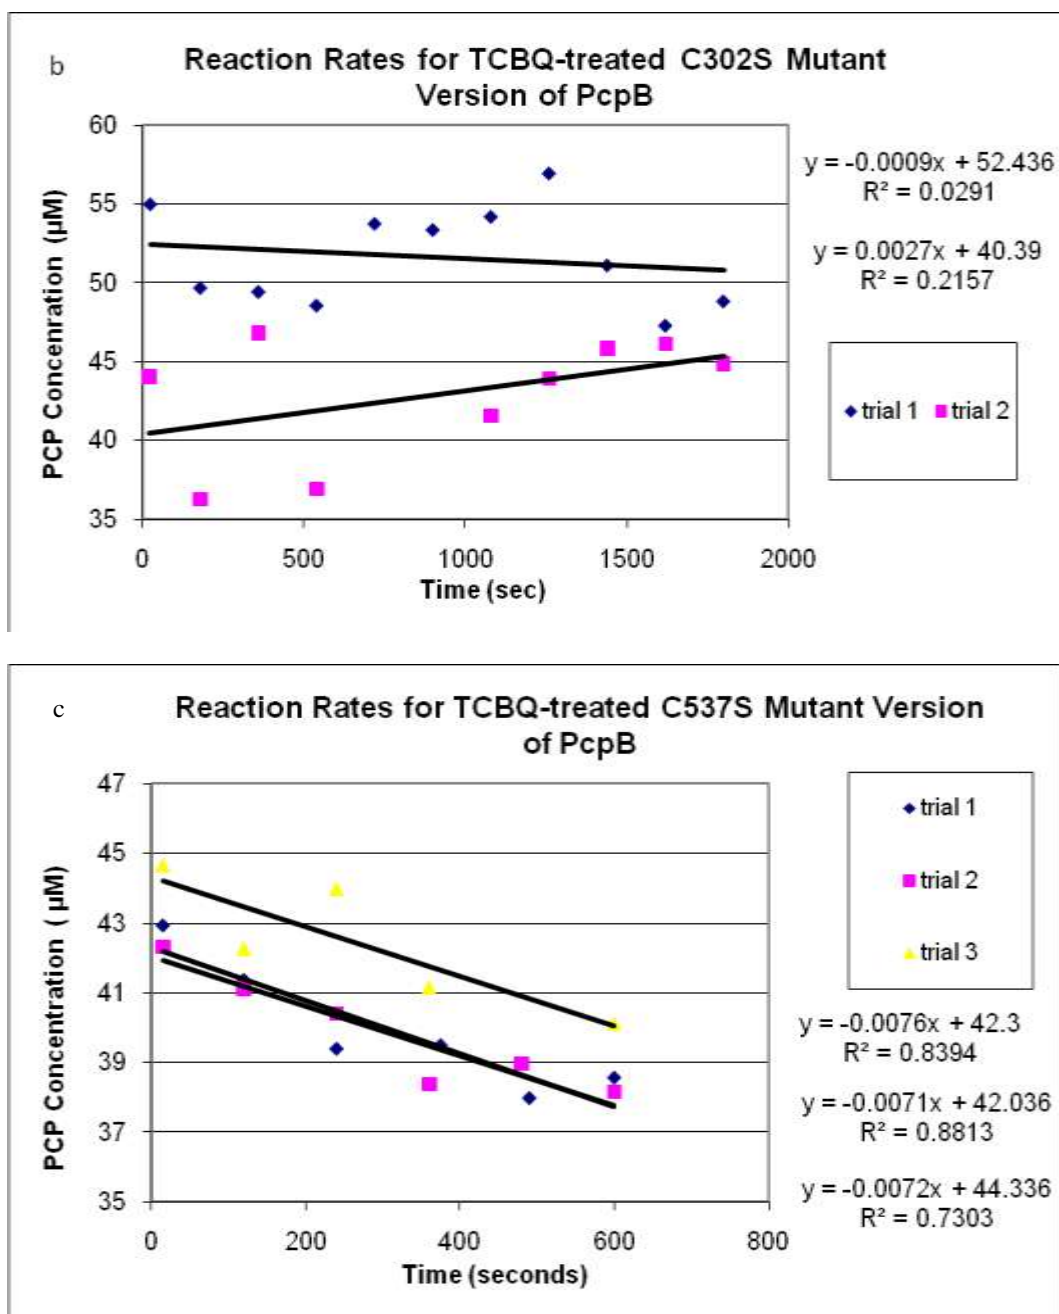 b
Reaction Rates for TCBQ-treated C302S Mutant
Version of PcpB
60
55
50
45
40
35
PCP Concenration (µM)
0 500 1000 1500 2000
Time (sec)
y = -0.0009x + 52.436
R² = 0.0291
y = 0.0027x + 40.39
R² = 0.2157
trial 1 trial 2
c
Reaction Rates for TCBQ-treated C537S Mutant Version
of PcpB
47
45
43
41
39
37
35
PCP Concentration ( µM)
0 200 400 600 800
Time (seconds)
trial 1
trial 2
trial 3
y = -0.0076x + 42.3
R² = 0.8394
y = -0.0071x + 42.036
R² = 0.8813
y = -0.0072x + 44.336
R² = 0.7303